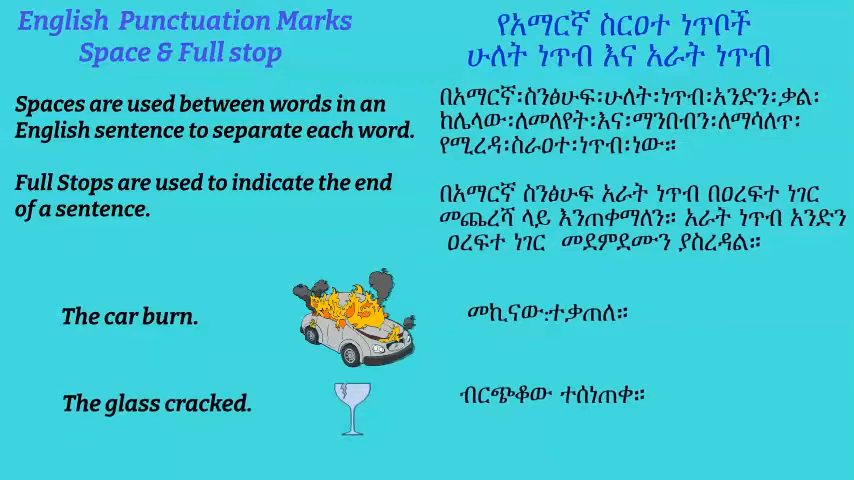 English Punctuation Marks
Space & Full stop
Spaces are used between words in an
English sentence to separate each word.
Full Stops are used to indicate the end
of a sentence.
The car burn.
The glass cracked.
የአማርኛ ስርዐተ ነጥቦች
ሁለት ነጥብ እና አራት ነጥብ
በአማርኛ፡ስንፅሁፍ፡ሁለት፡ነጥብ፡አንድን፡ቃል፡
ከሌላው፡ለመለየት፡እና፡ማንበብን፡ለማሳለጥ፡
የሚረዳ፡ስራዐተ፡ነጥብ፡ነው።
በአማርኛ ስንፅሁፍ አራት ነጥብ በዐረፍተ ነገር
መጨረሻ ላይ እንጠቀማለን። አራት ነጥብ አንድን
ዐረፍተ ነገር መደምደሙን ያስረዳል።
መኪናው፡ተቃጠለ።
ብርጭቆው ተሰነጠቀ።